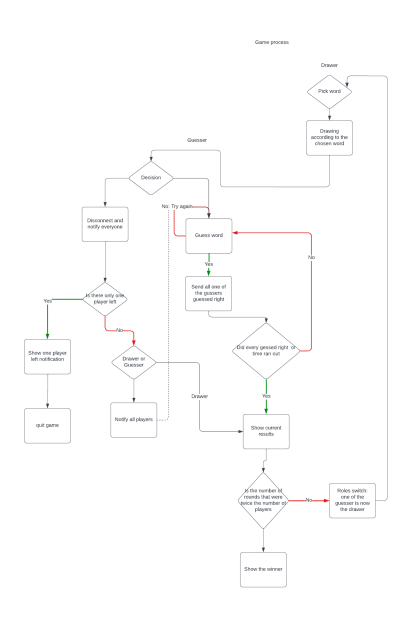 Game process
Drawer
Pick word
Drawing
according to the
chosen word
Guesser
Decision
No: Try again
Disconnect and
notify everyone
Guess word
Yes
No
Send all one of
the gussers
guessed right
Is there only one
player left
Yes
No
Did every gessed right or
time ran out
Show one player
left notification
Drawer or
Guesser
Drawer
Yes
quit game
Notify all players
Show current
results
Is the number of
rounds that were
twice the number of
players
No
Roles switch:
one of the
guesser is now
the drawer
Show the winner